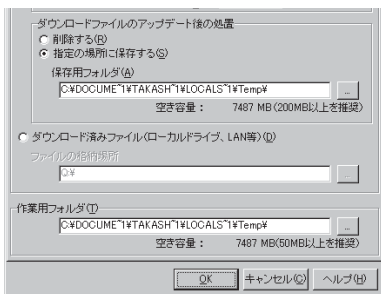 ダウンロードファイルのアップデート後の処置
削除する(R)
指定の場所に保存する(S)
保存用フォルダ(A)
C:¥DOCUME~1¥TAKASH~1¥LOCALS~1¥Temp¥
...
空き容量： 7487 MB(200MB以上を推奨)
ダウンロード済みファイル(ローカルドライブ、LAN等)(D)
ファイルの格納場所
Q:¥
...
作業用フォルダ(T)
C:¥DOCUME~1¥TAKASH~1¥LOCALS~1¥Temp¥
...
空き容量： 7487 MB(50MB以上を推奨)
OK キャンセル(C) ヘルプ(H)